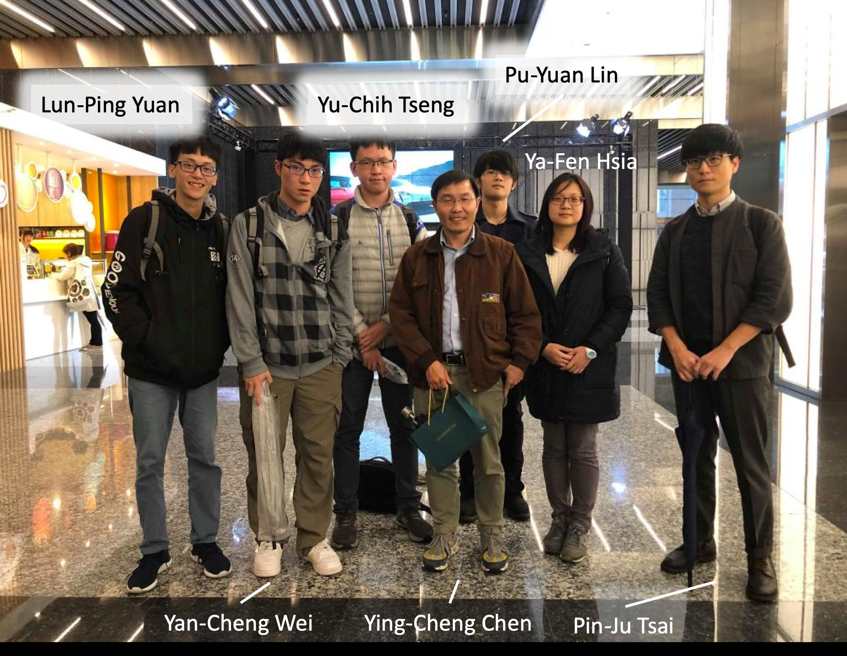 Pu-Yuan Lin
Lun-Ping Yuan
Yu-Chih Tseng
Ya-Fen Hsia
Yan-Cheng Wei
Ying-Cheng Chen
Pin-Ju Tsai